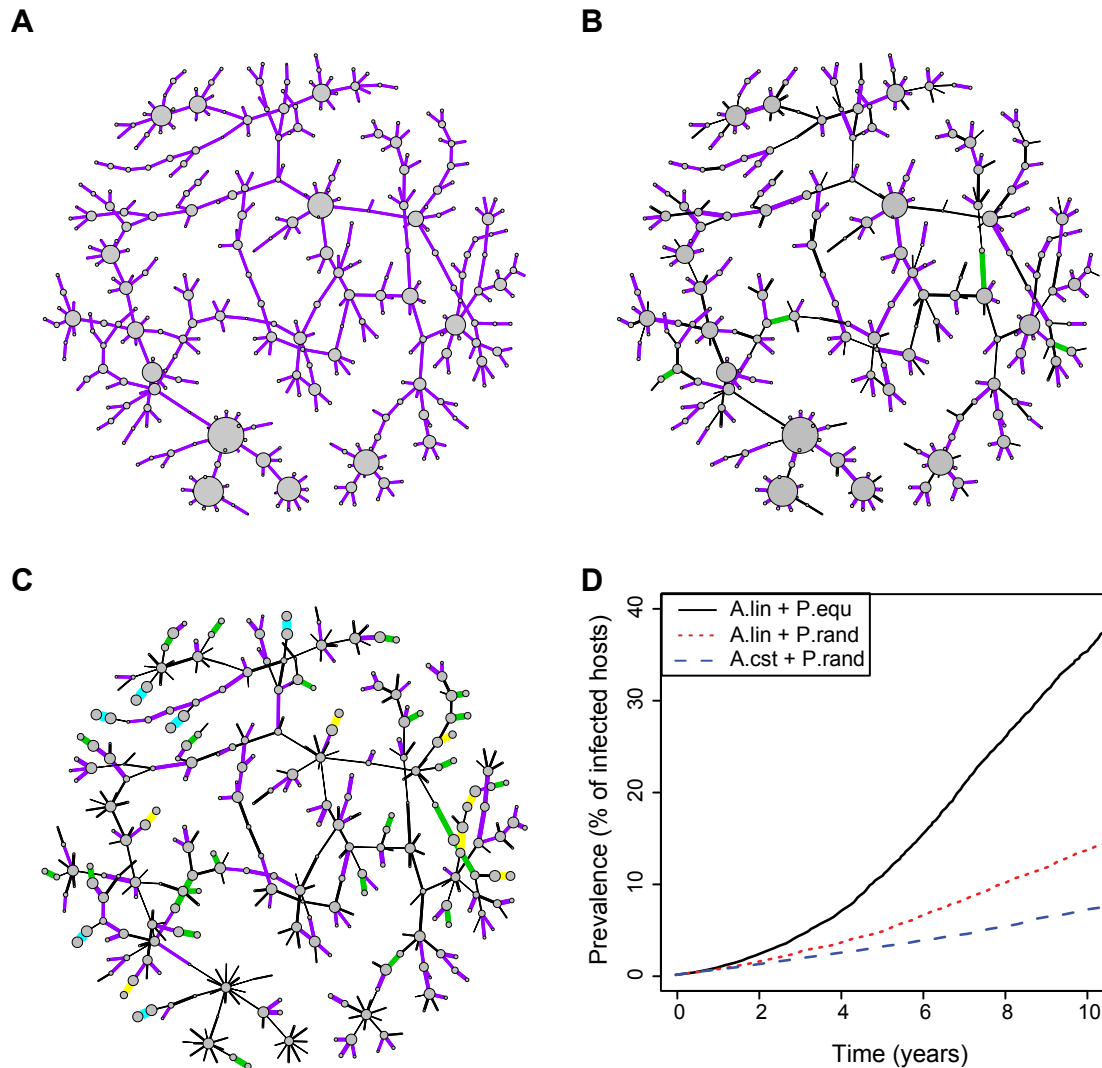 A
B
C
D
A.lin + P.equ
A.lin + P.rand
A.cst + P.rand
Prevalence (% of infected hosts)
0
10
20
30
40
0 2 4 6 8 10
Time (years)